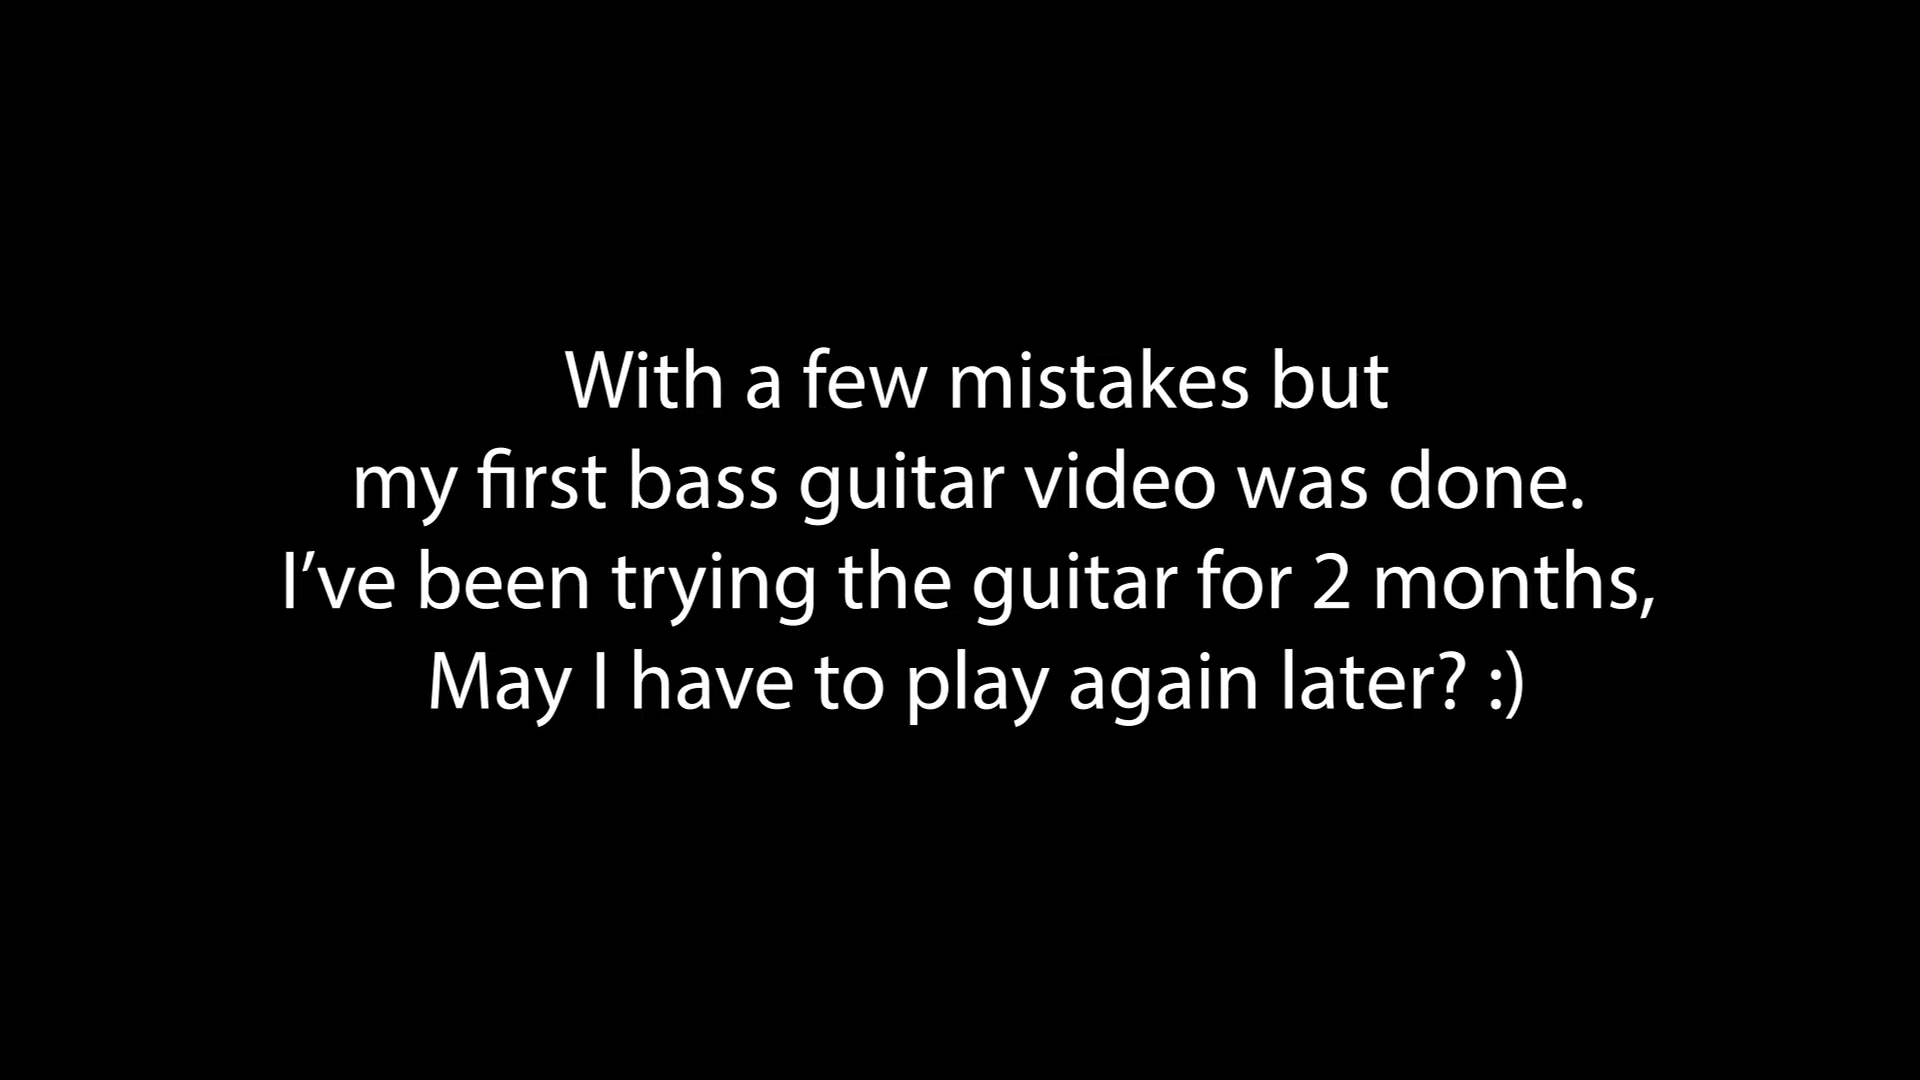 With a few mistakes but
my first bass guitar video was done.
I’ve been trying the guitar for 2 months,
May I have to play again later? :)